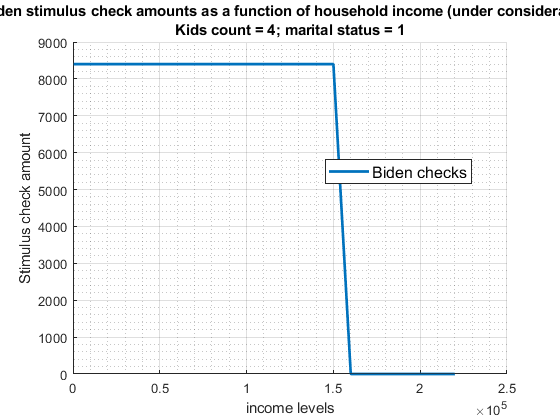 den stimulus check amounts as a function of household income (under considera
Kids count = 4; marital status = 1
9000
8000
7000
6000
5000
4000
3000
2000
1000
0
Stimulus check amount
Biden checks
0 0.5 1 1.5 2 2.5
×10⁵
income levels